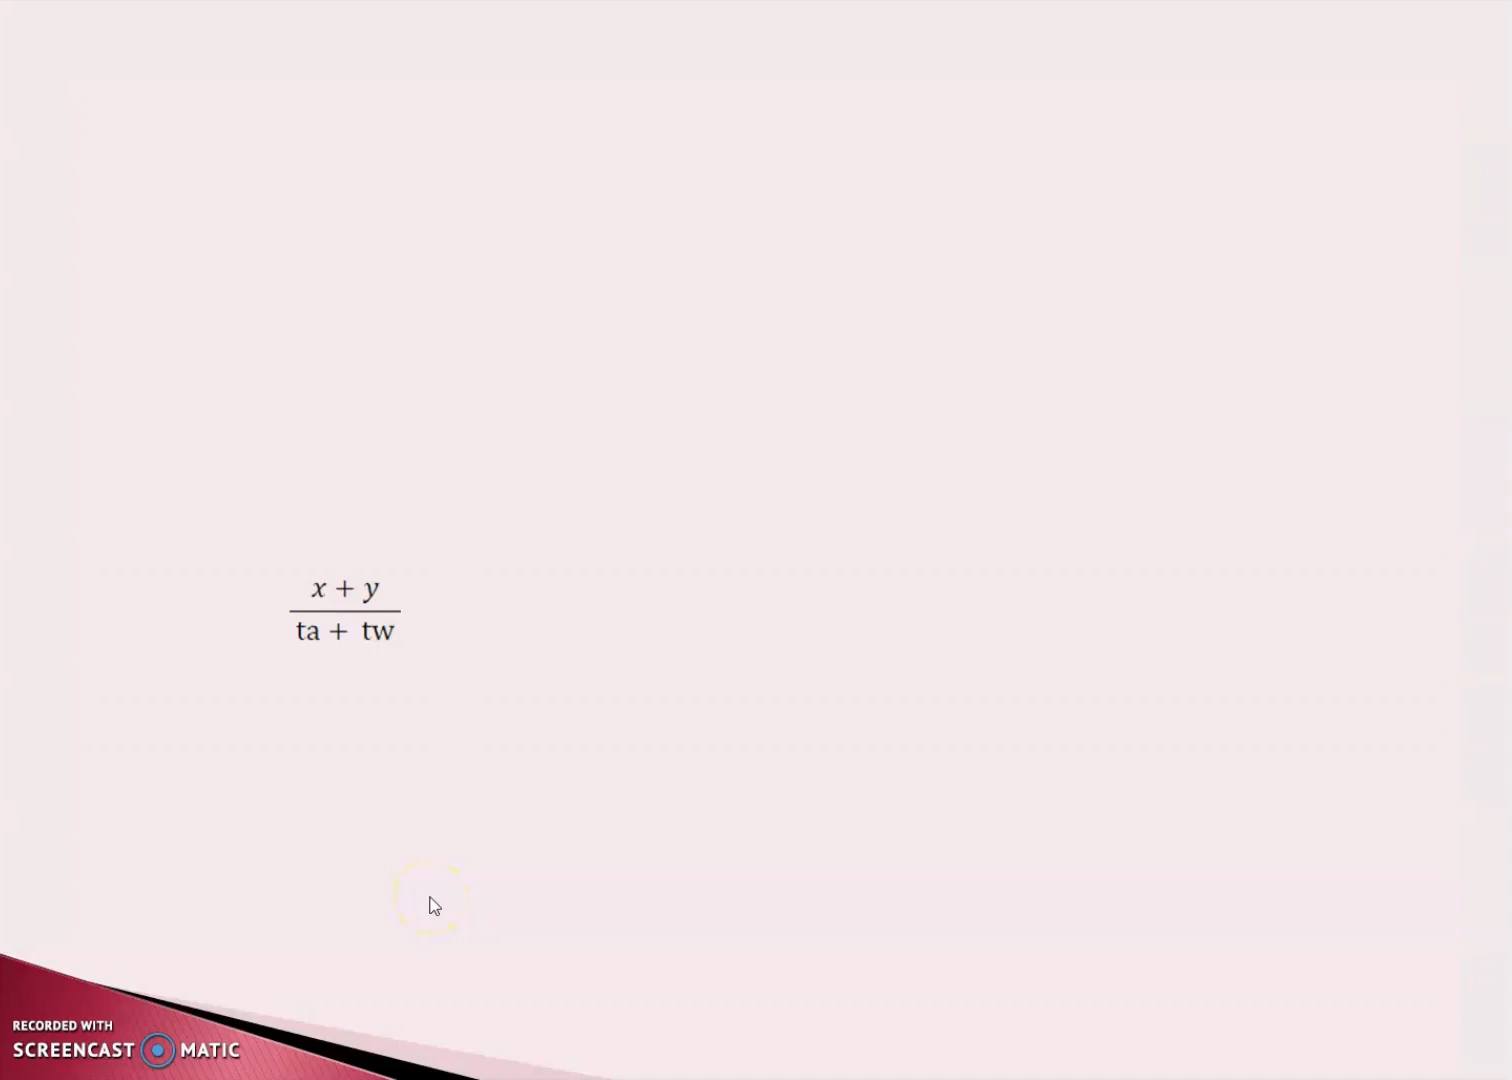 x + y
ta + tw
RECORDED WITH
SCREENCAST MATIC